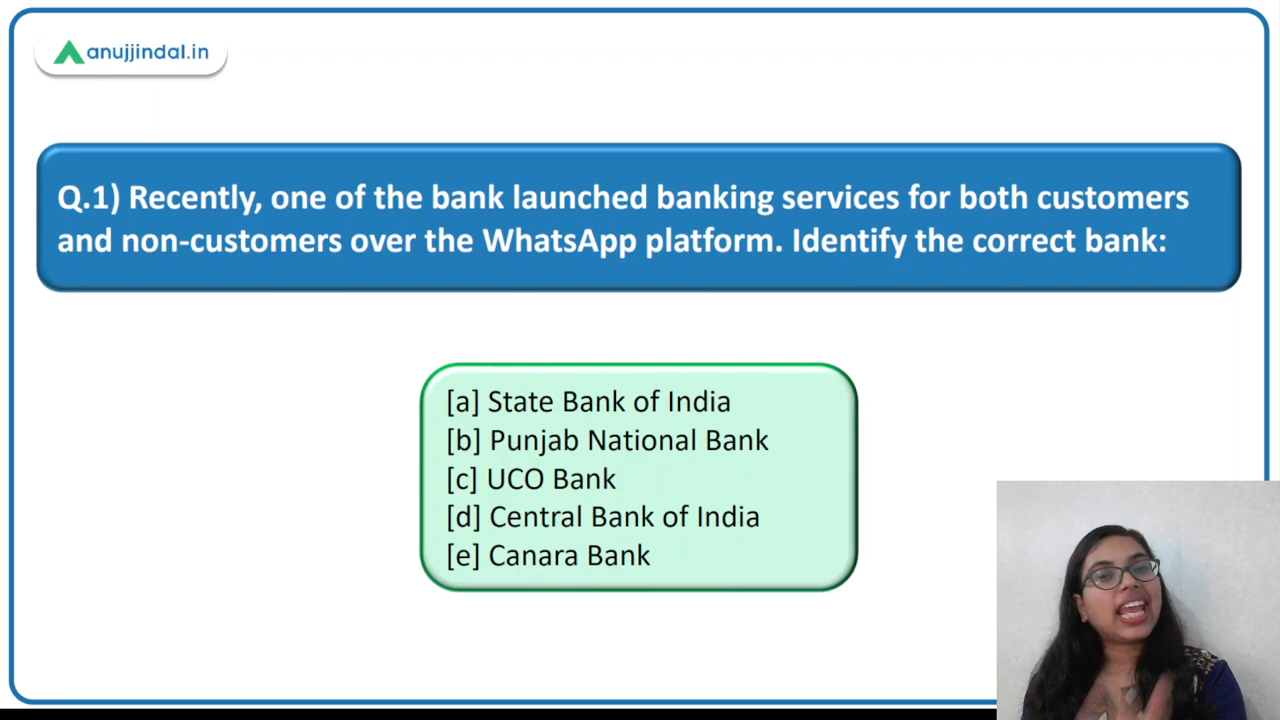 anujjindal.in
Q.1) Recently, one of the bank launched banking services for both customers
and non-customers over the WhatsApp platform. Identify the correct bank:
[a] State Bank of India
[b] Punjab National Bank
[c] UCO Bank
[d] Central Bank of India
[e] Canara Bank